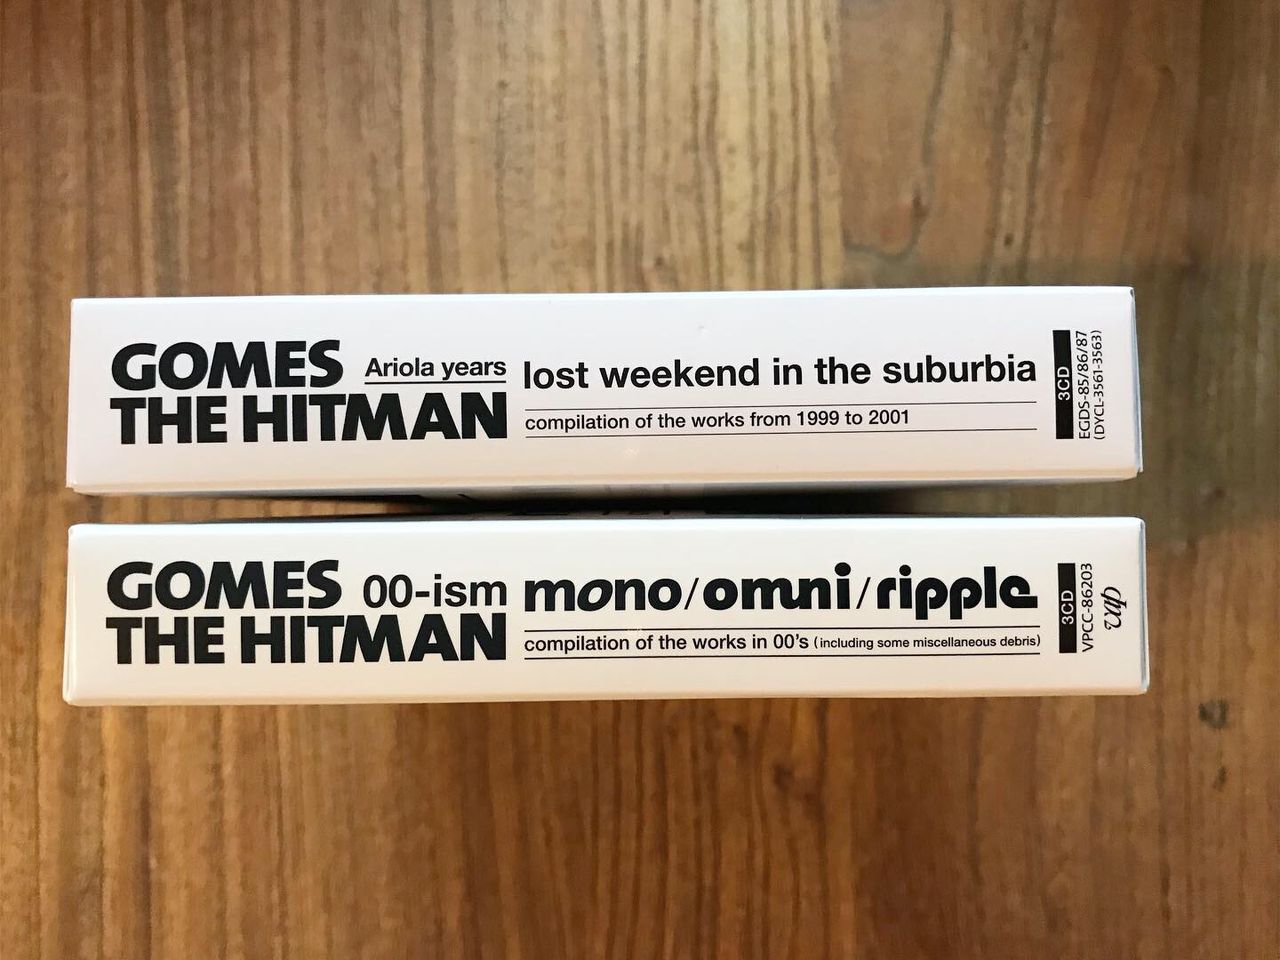 GOMES
THE HITMAN
Ariola years
lost weekend in the suburbia
compilation of the works from 1999 to 2001
3CD
EGDS-85/86/87
(DYCL-3561-3563)
GOMES
THE HITMAN
00-ism
mono/omni/ripple
compilation of the works in 00's (including some miscellaneous debris)
3CD
VPCC-86203
vap